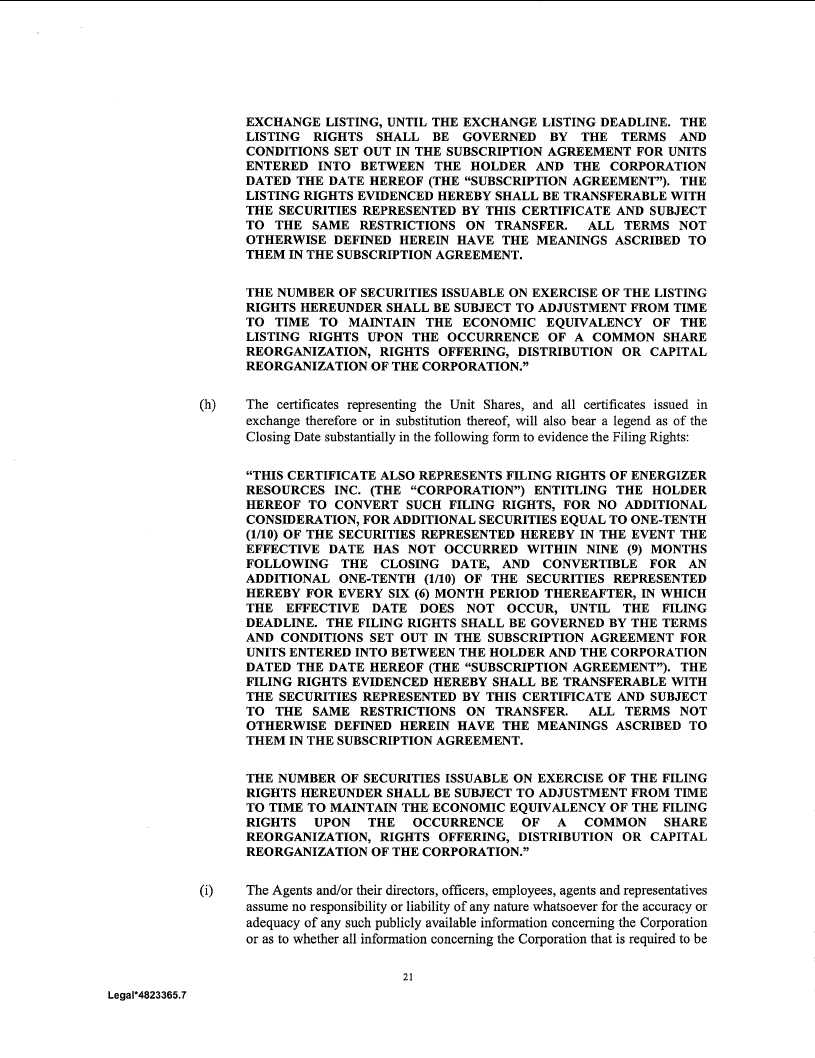 EXCHANGE LISTING, UNTIL THE EXCHANGE LISTING DEADLINE. THE
LISTING RIGHTS SHALL BE GOVERNED BY THE TERMS AND
CONDITIONS SET OUT IN THE SUBSCRIPTION AGREEMENT FOR UNITS
ENTERED INTO BETWEEN THE HOLDER AND THE CORPORATION
DATED THE DATE HEREOF (THE “SUBSCRIPTION AGREEMENT”). THE
LISTING RIGHTS EVIDENCED HEREBY SHALL BE TRANSFERABLE WITH
THE SECURITIES REPRESENTED BY THIS CERTIFICATE AND SUBJECT
TO THE SAME RESTRICTIONS ON TRANSFER. ALL TERMS NOT
OTHERWISE DEFINED HEREIN HAVE THE MEANINGS ASCRIBED TO
THEM IN THE SUBSCRIPTION AGREEMENT.
THE NUMBER OF SECURITIES ISSUABLE ON EXERCISE OF THE LISTING
RIGHTS HEREUNDER SHALL BE SUBJECT TO ADJUSTMENT FROM TIME
TO TIME TO MAINTAIN THE ECONOMIC EQUIVALENCY OF THE
LISTING RIGHTS UPON THE OCCURRENCE OF A COMMON SHARE
REORGANIZATION, RIGHTS OFFERING, DISTRIBUTION OR CAPITAL
REORGANIZATION OF THE CORPORATION.”
(h) The certificates representing the Unit Shares, and all certificates issued in
exchange therefore or in substitution thereof, will also bear a legend as of the
Closing Date substantially in the following form to evidence the Filing Rights:
“THIS CERTIFICATE ALSO REPRESENTS FILING RIGHTS OF ENERGIZER
RESOURCES INC. (THE “CORPORATION”) ENTITLING THE HOLDER
HEREOF TO CONVERT SUCH FILING RIGHTS, FOR NO ADDITIONAL
CONSIDERATION, FOR ADDITIONAL SECURITIES EQUAL TO ONE-TENTH
(1/10) OF THE SECURITIES REPRESENTED HEREBY IN THE EVENT THE
EFFECTIVE DATE HAS NOT OCCURRED WITHIN NINE (9) MONTHS
FOLLOWING THE CLOSING DATE, AND CONVERTIBLE FOR AN
ADDITIONAL ONE-TENTH (1/10) OF THE SECURITIES REPRESENTED
HEREBY FOR EVERY SIX (6) MONTH PERIOD THEREAFTER, IN WHICH
THE EFFECTIVE DATE DOES NOT OCCUR, UNTIL THE FILING
DEADLINE. THE FILING RIGHTS SHALL BE GOVERNED BY THE TERMS
AND CONDITIONS SET OUT IN THE SUBSCRIPTION AGREEMENT FOR
UNITS ENTERED INTO BETWEEN THE HOLDER AND THE CORPORATION
DATED THE DATE HEREOF (THE “SUBSCRIPTION AGREEMENT”). THE
FILING RIGHTS EVIDENCED HEREBY SHALL BE TRANSFERABLE WITH
THE SECURITIES REPRESENTED BY THIS CERTIFICATE AND SUBJECT
TO THE SAME RESTRICTIONS ON TRANSFER. ALL TERMS NOT
OTHERWISE DEFINED HEREIN HAVE THE MEANINGS ASCRIBED TO
THEM IN THE SUBSCRIPTION AGREEMENT.
THE NUMBER OF SECURITIES ISSUABLE ON EXERCISE OF THE FILING
RIGHTS HEREUNDER SHALL BE SUBJECT TO ADJUSTMENT FROM TIME
TO TIME TO MAINTAIN THE ECONOMIC EQUIVALENCY OF THE FILING
RIGHTS UPON THE OCCURRENCE OF A COMMON SHARE
REORGANIZATION, RIGHTS OFFERING, DISTRIBUTION OR CAPITAL
REORGANIZATION OF THE CORPORATION.”
(i) The Agents and/or their directors, officers, employees, agents and representatives
assume no responsibility or liability of any nature whatsoever for the accuracy or
adequacy of any such publicly available information concerning the Corporation
or as to whether all information concerning the Corporation that is required to be
21
Legal*4823365.7